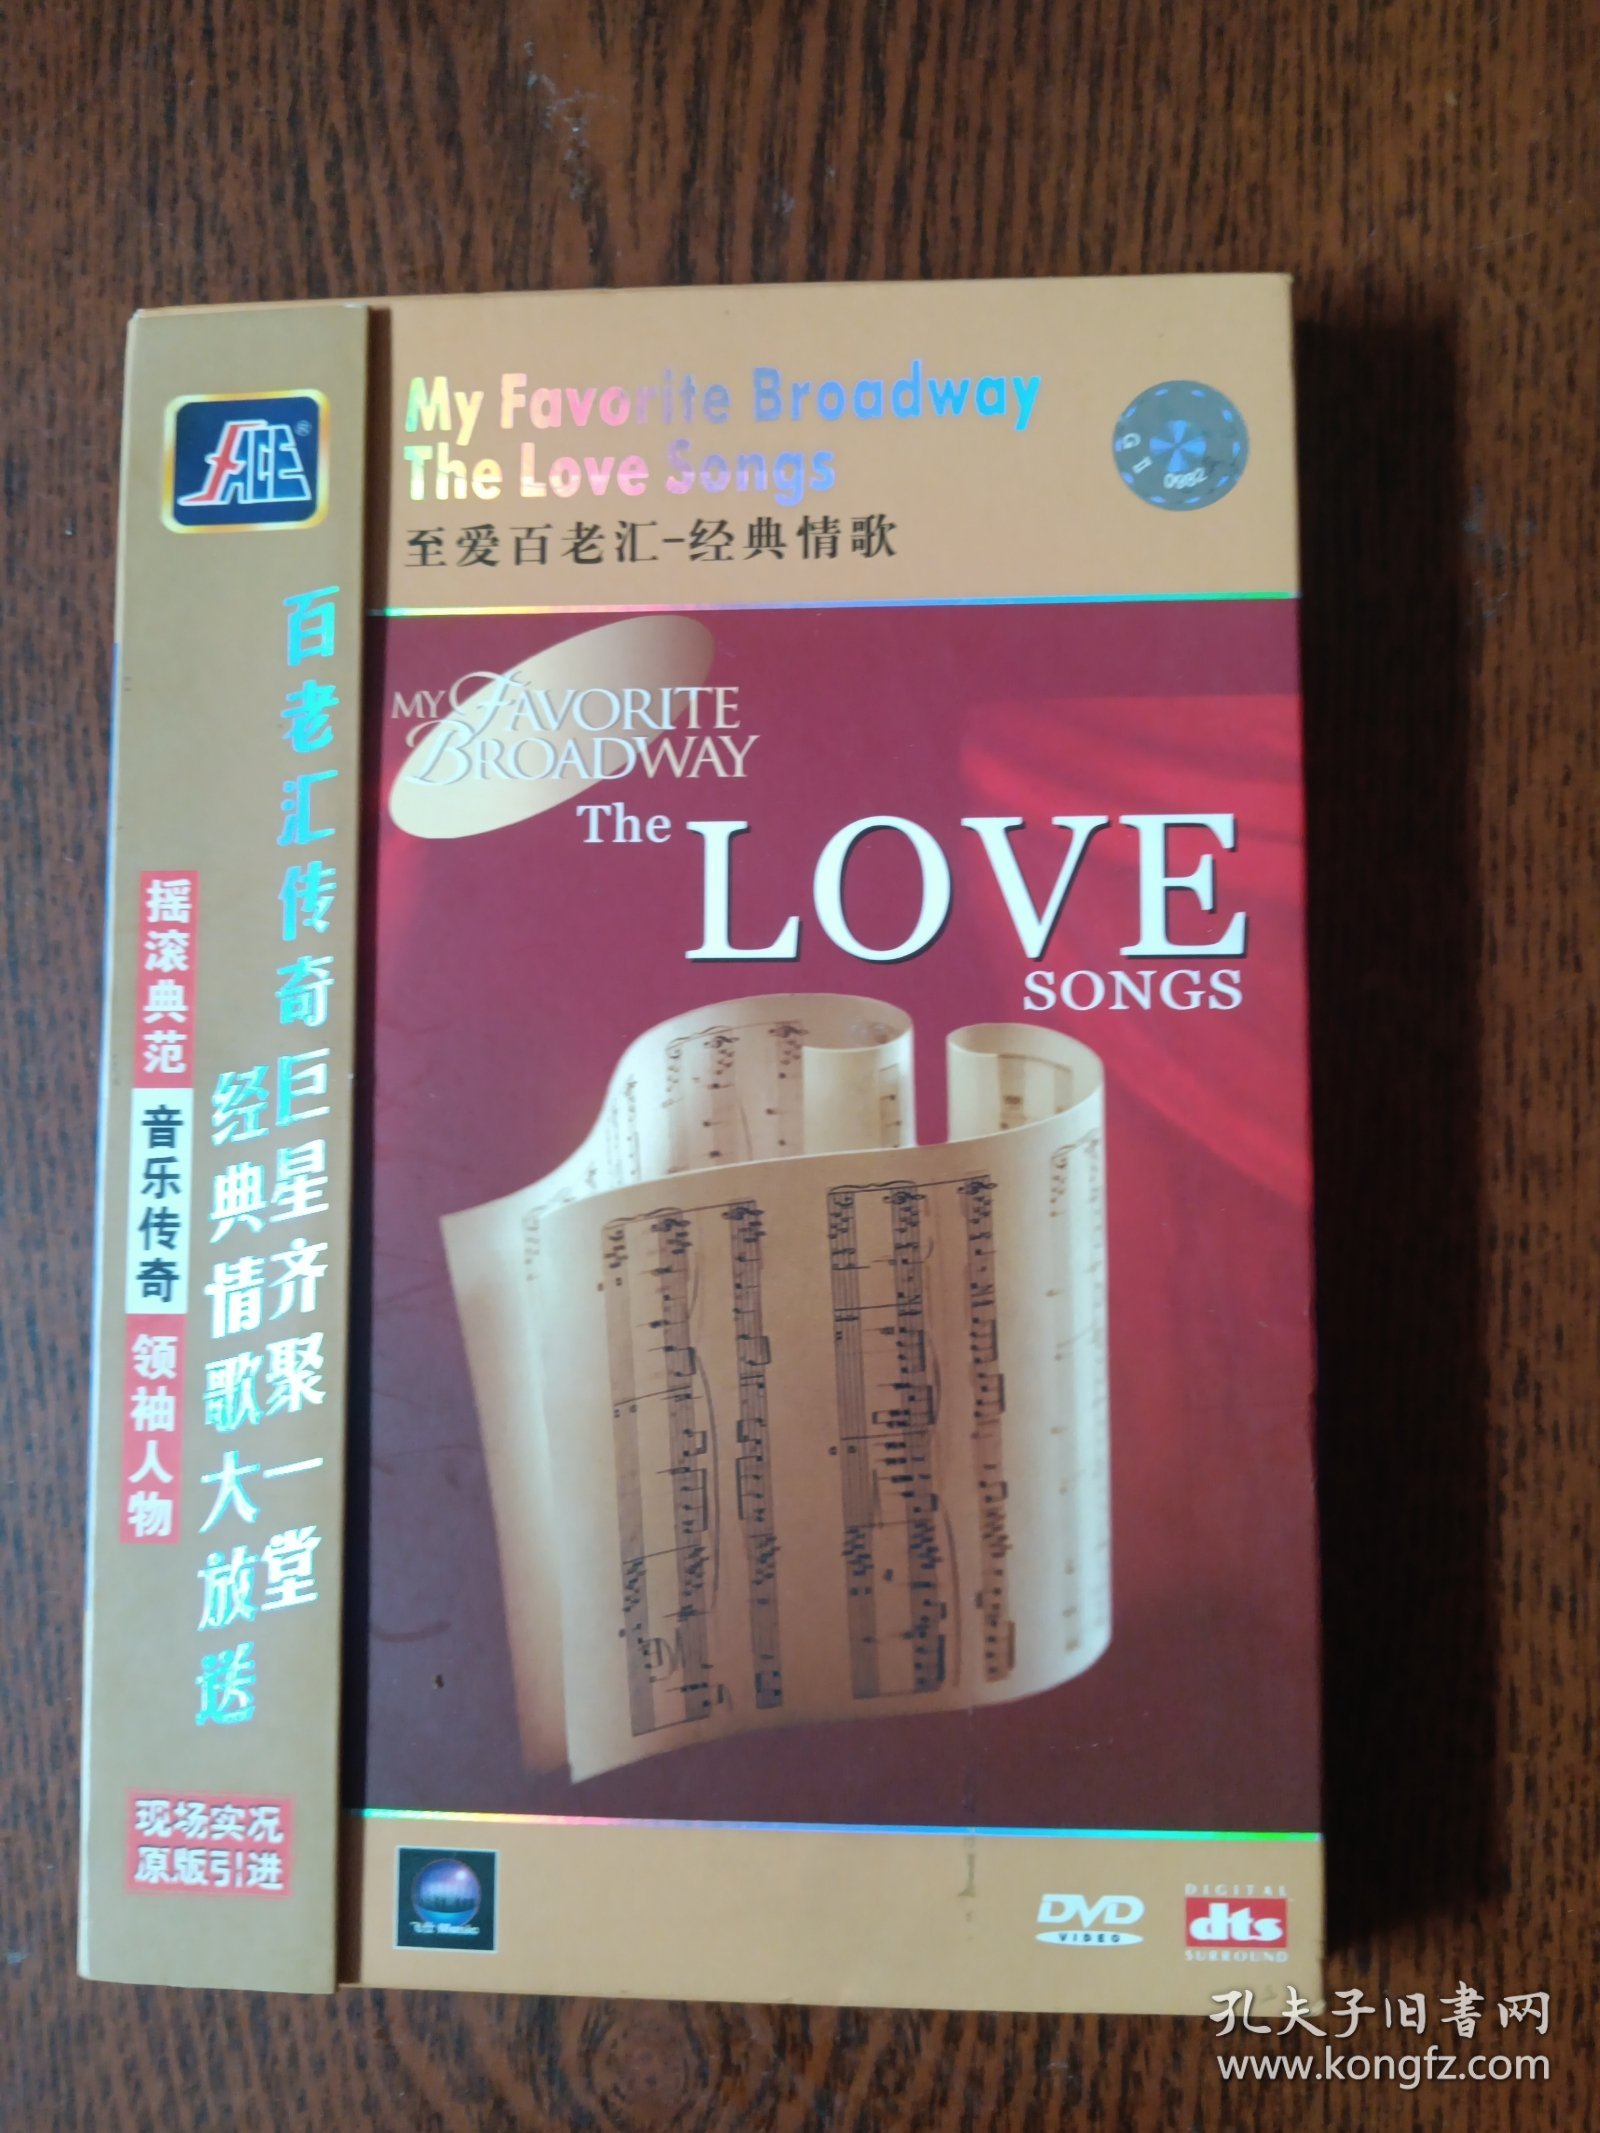 FACE®
百老汇传奇巨星齐聚一堂
经典情歌大放送
摇滚典范
音乐传奇
领袖人物
现场实况
原版引进
My Favorite Broadway
The Love Songs
至爱百老汇-经典情歌
0982
MY FAVORITE
BROADWAY
The LOVE
SONGS
Music
DVD
VIDEO
DIGITAL
dts
SURROUND
孔夫子旧书网
www.kongfz.com